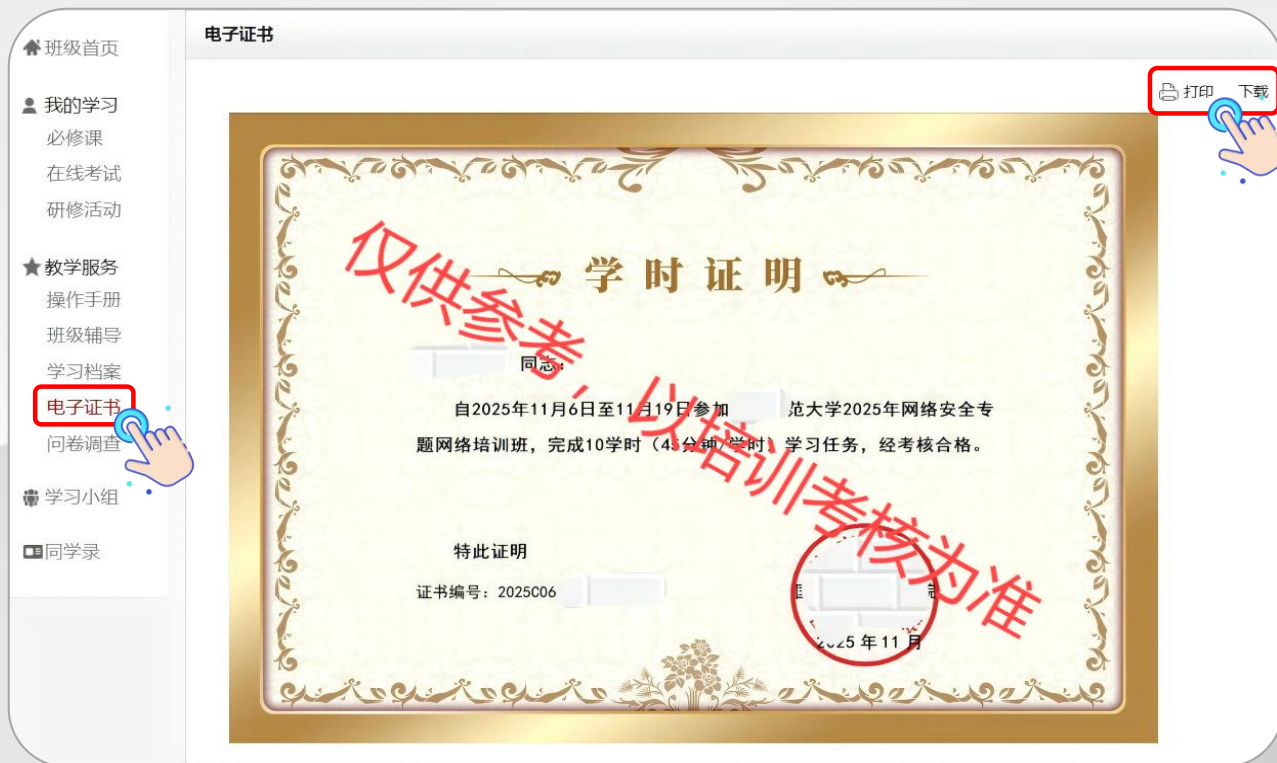 班级首页
我的学习
必修课
在线考试
研修活动
教学服务
操作手册
班级辅导
学习档案
电子证书
问卷调查
学习小组
同学录
电子证书
打印 下载
学时证明
同志：
自2025年11月6日至11月19日参加 范大学2025年网络安全专
题网络培训班，完成10学时（45分钟/学时）学习任务，经考核合格。
特此证明
证书编号：2025C06
2025年11月
仅供参考，以培训考核为准